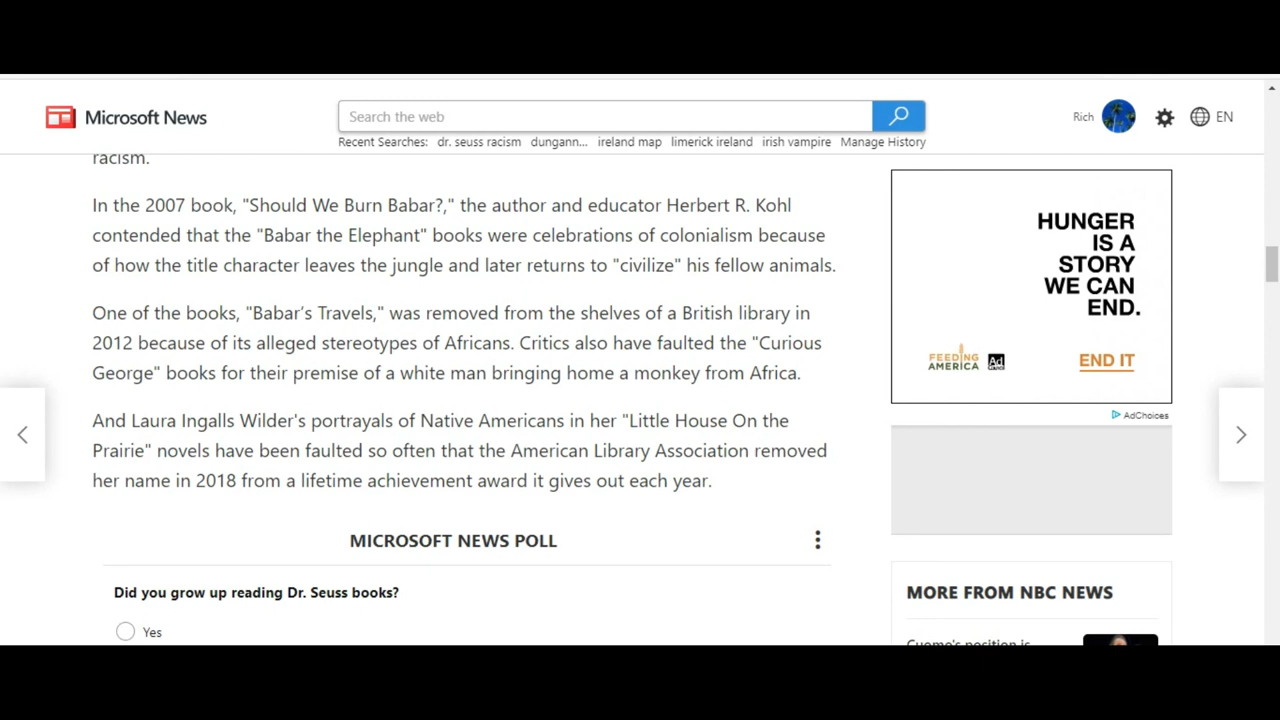 Microsoft News
Search the web
Rich
EN
Recent Searches: dr. seuss racism dungann... ireland map limerick ireland irish vampire Manage History
racism.
In the 2007 book, "Should We Burn Babar?," the author and educator Herbert R. Kohl
contended that the "Babar the Elephant" books were celebrations of colonialism because
of how the title character leaves the jungle and later returns to "civilize" his fellow animals.
One of the books, "Babar’s Travels," was removed from the shelves of a British library in
2012 because of its alleged stereotypes of Africans. Critics also have faulted the "Curious
George" books for their premise of a white man bringing home a monkey from Africa.
And Laura Ingalls Wilder's portrayals of Native Americans in her "Little House On the
Prairie" novels have been faulted so often that the American Library Association removed
her name in 2018 from a lifetime achievement award it gives out each year.
MICROSOFT NEWS POLL
Did you grow up reading Dr. Seuss books?
Yes
HUNGER
IS A
STORY
WE CAN
END.
FEEDING
AMERICA
Ad
END IT
AdChoices
MORE FROM NBC NEWS
Cuomo's position is